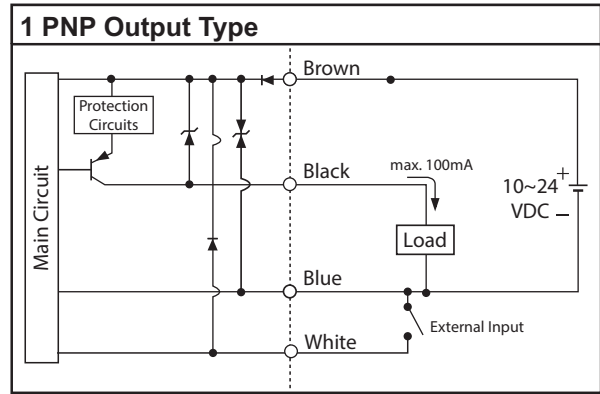 1 PNP Output Type
Brown
Protection
Circuits
Main Circuit
Black
max. 100mA
10~24
+
VDC
−
Load
Blue
External Input
White